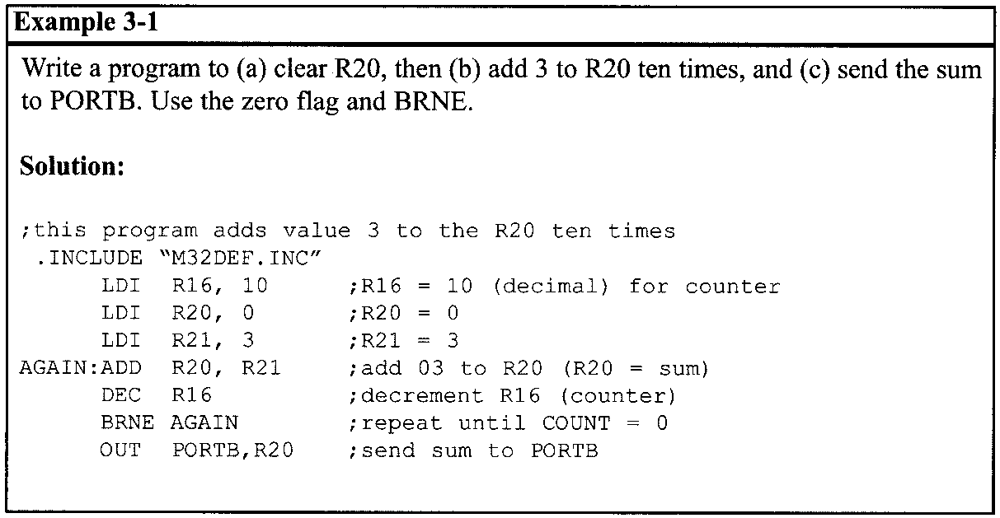 Example 3-1
Write a program to (a) clear R20, then (b) add 3 to R20 ten times, and (c) send the sum
to PORTB. Use the zero flag and BRNE.
Solution:
;this program adds value 3 to the R20 ten times
.INCLUDE "M32DEF.INC"
LDI R16, 10 ;R16 = 10 (decimal) for counter
LDI R20, 0 ;R20 = 0
LDI R21, 3 ;R21 = 3
AGAIN:ADD R20, R21 ;add 03 to R20 (R20 = sum)
DEC R16 ;decrement R16 (counter)
BRNE AGAIN ;repeat until COUNT = 0
OUT PORTB,R20 ;send sum to PORTB